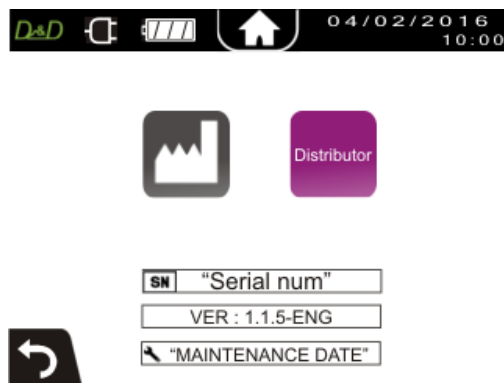 D&D
04/02/2016
10:00
Distributor
SN "Serial num"
VER : 1.1.5-ENG
"MAINTENANCE DATE"